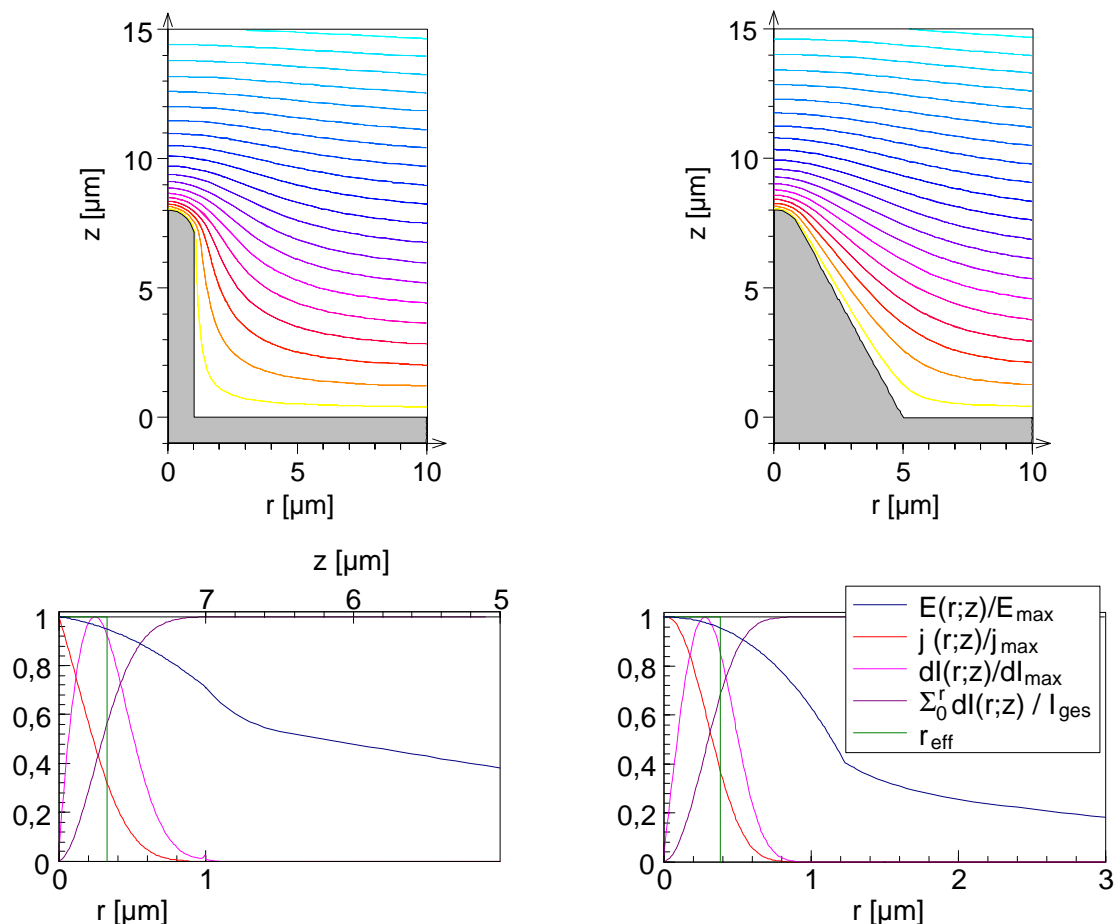 15
10
5
0
z [µm]
0 5 10
r [µm]
15
10
5
0
z [µm]
0 5 10
r [µm]
z [µm]
7 6 5
1
0,8
0,6
0,4
0,2
0
0 1
r [µm]
1
0,8
0,6
0,4
0,2
0
0 1 2 3
r [µm]
E(r;z)/Emax
j (r;z)/jmax
dI(r;z)/dImax
Σ0r dI(r;z) / Iges
reff